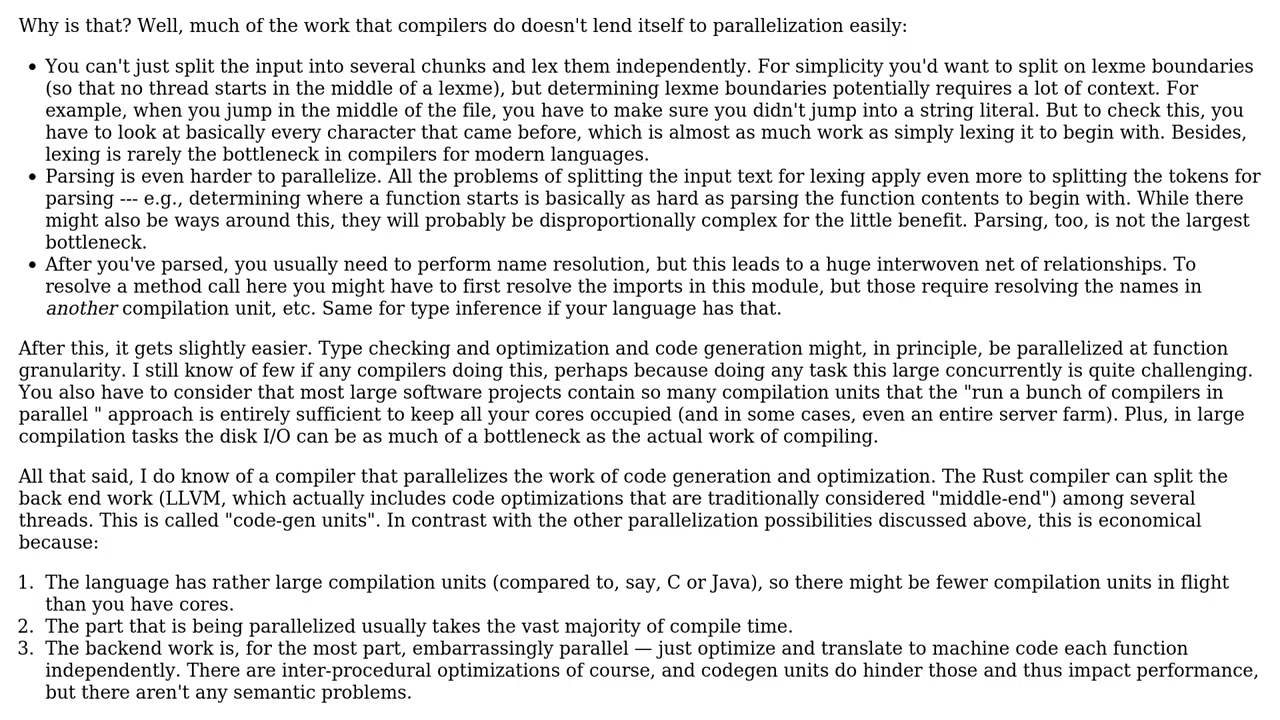 Why is that? Well, much of the work that compilers do doesn't lend itself to parallelization easily:
• You can't just split the input into several chunks and lex them independently. For simplicity you'd want to split on lexme boundaries
(so that no thread starts in the middle of a lexme), but determining lexme boundaries potentially requires a lot of context. For
example, when you jump in the middle of the file, you have to make sure you didn't jump into a string literal. But to check this, you
have to look at basically every character that came before, which is almost as much work as simply lexing it to begin with. Besides,
lexing is rarely the bottleneck in compilers for modern languages.
• Parsing is even harder to parallelize. All the problems of splitting the input text for lexing apply even more to splitting the tokens for
parsing --- e.g., determining where a function starts is basically as hard as parsing the function contents to begin with. While there
might also be ways around this, they will probably be disproportionally complex for the little benefit. Parsing, too, is not the largest
bottleneck.
• After you've parsed, you usually need to perform name resolution, but this leads to a huge interwoven net of relationships. To
resolve a method call here you might have to first resolve the imports in this module, but those require resolving the names in
another compilation unit, etc. Same for type inference if your language has that.
After this, it gets slightly easier. Type checking and optimization and code generation might, in principle, be parallelized at function
granularity. I still know of few if any compilers doing this, perhaps because doing any task this large concurrently is quite challenging.
You also have to consider that most large software projects contain so many compilation units that the "run a bunch of compilers in
parallel " approach is entirely sufficient to keep all your cores occupied (and in some cases, even an entire server farm). Plus, in large
compilation tasks the disk I/O can be as much of a bottleneck as the actual work of compiling.
All that said, I do know of a compiler that parallelizes the work of code generation and optimization. The Rust compiler can split the
back end work (LLVM, which actually includes code optimizations that are traditionally considered "middle-end") among several
threads. This is called "code-gen units". In contrast with the other parallelization possibilities discussed above, this is economical
because:
1. The language has rather large compilation units (compared to, say, C or Java), so there might be fewer compilation units in flight
than you have cores.
2. The part that is being parallelized usually takes the vast majority of compile time.
3. The backend work is, for the most part, embarrassingly parallel — just optimize and translate to machine code each function
independently. There are inter-procedural optimizations of course, and codegen units do hinder those and thus impact performance,
but there aren't any semantic problems.